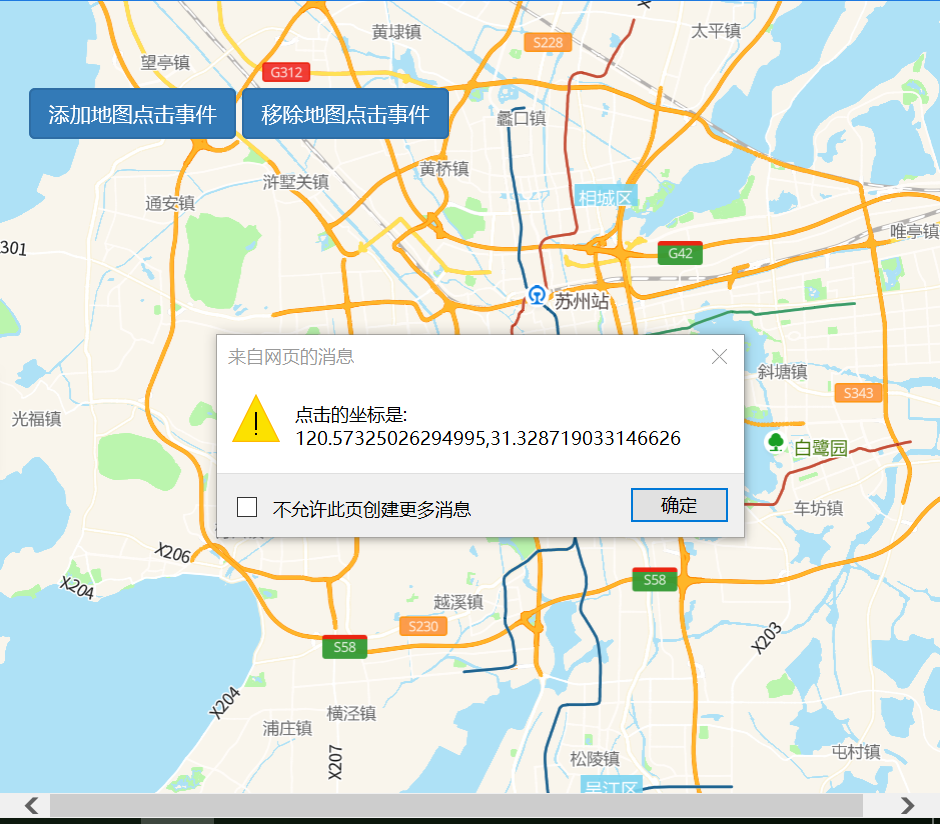 黄埭镇
太平镇
S228
望亭镇
G312
添加地图点击事件
移除地图点击事件
蠡口镇
黄桥镇
浒墅关镇
相城区
通安镇
唯亭镇
301
G42
苏州站
来自网页的消息
斜塘镇
S343
点击的坐标是:
120.57325026294995,31.328719033146626
光福镇
白鹭园
不允许此页创建更多消息
确定
车坊镇
X206
X204
S58
越溪镇
S230
S58
X203
X204
横泾镇
浦庄镇
X207
松陵镇
屯村镇
吴江区